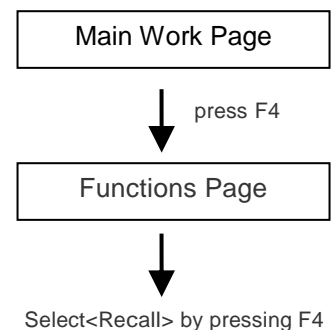 Main Work Page
press F4
Functions Page
Select<Recall> by pressing F4